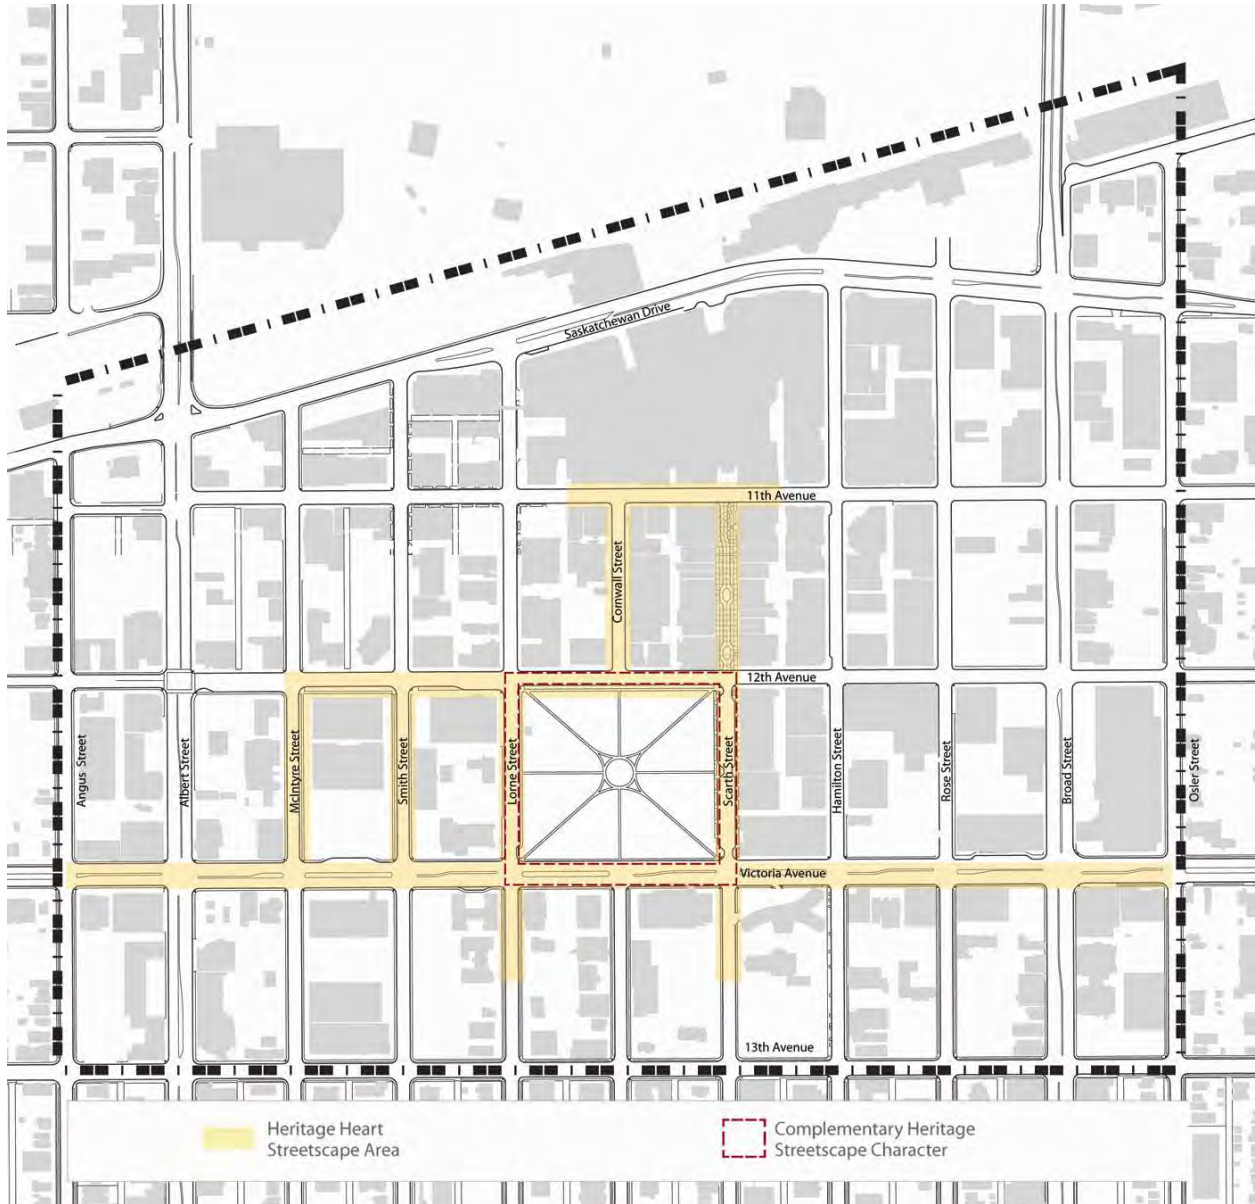 Saskatchewan Drive
11th Avenue
Cornwall Street
12th Avenue
Angus Street
Albert Street
McIntyre Street
Smith Street
Lorne Street
Scarth Street
Hamilton Street
Rose Street
Broad Street
Osler Street
Victoria Avenue
13th Avenue
Heritage Heart
Streetscape Area
Complementary Heritage
Streetscape Character